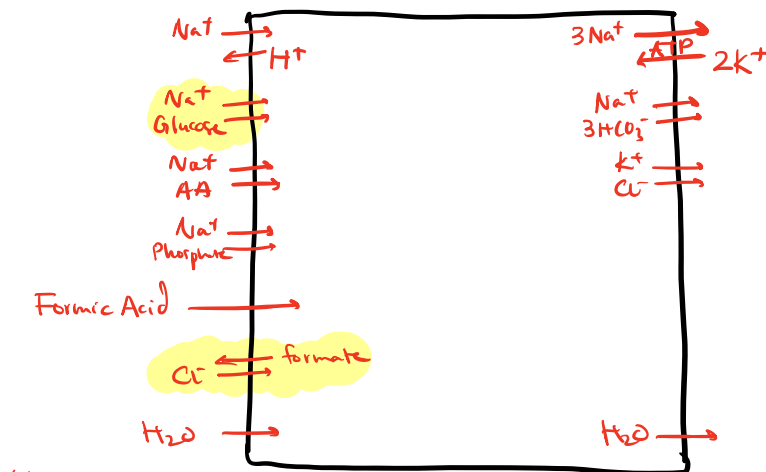 Na⁺
H⁺
Na⁺
Glucose
Na⁺
AA
Na⁺
Phosphate
Formic Acid
formate
Cl⁻
H₂O
3Na⁺
ATP
2K⁺
Na⁺
3HCO₃⁻
K⁺
Cl⁻
H₂O